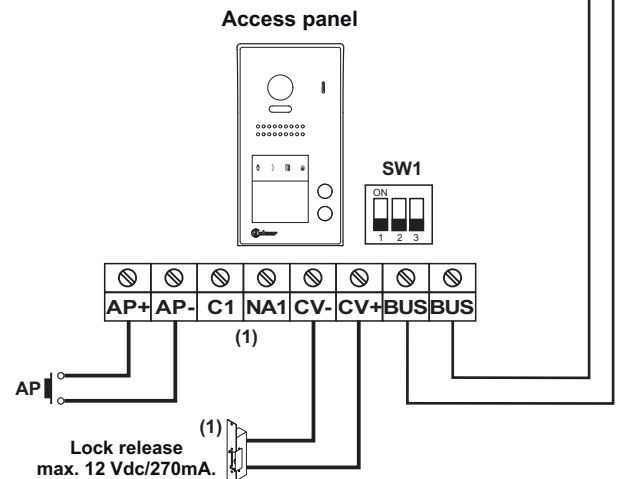 Access panel
Golmar
SW1
ON
1 2 3
AP+ AP- C1 NA1 CV- CV+ BUS BUS
(1)
AP
(1)
Lock release
max. 12 Vdc/270mA.